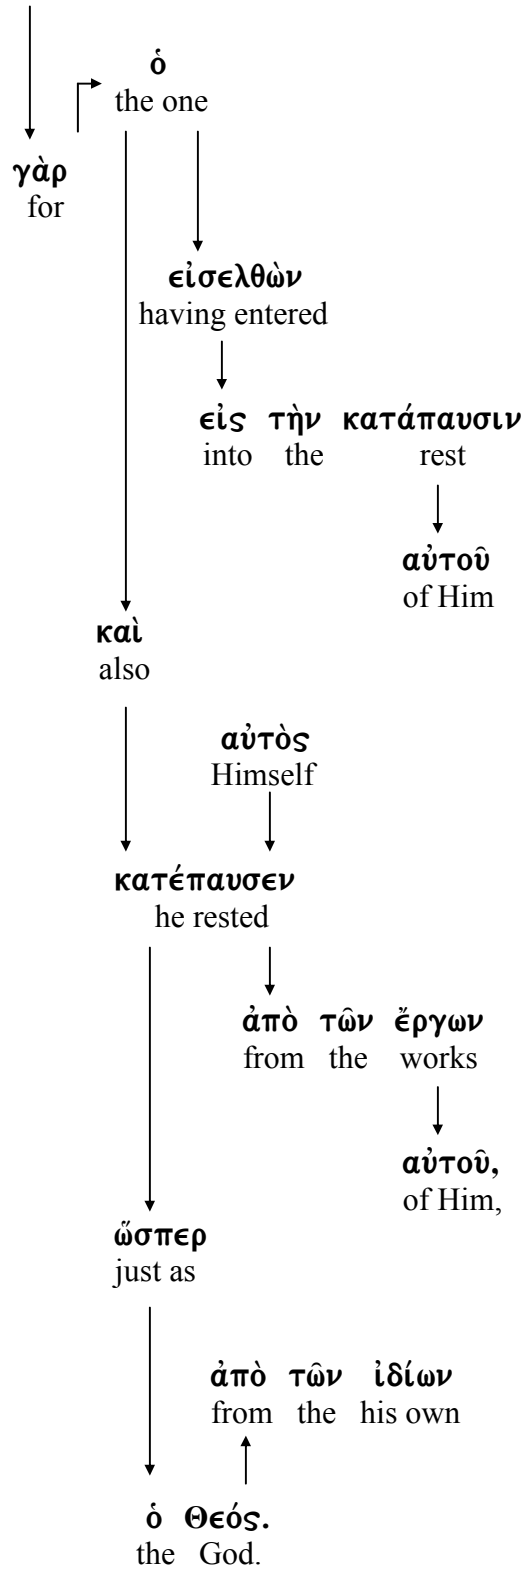 ὁ
the one
γὰρ
for
εἰσελθὼν
having entered
εἰς τὴν κατάπαυσιν
into the rest
αὐτοῦ
of Him
καὶ
also
αὐτὸς
Himself
κατέπαυσεν
he rested
ἀπὸ τῶν ἔργων
from the works
αὐτοῦ,
of Him,
ὥσπερ
just as
ἀπὸ τῶν ἰδίων
from the his own
ὁ Θεός.
the God.